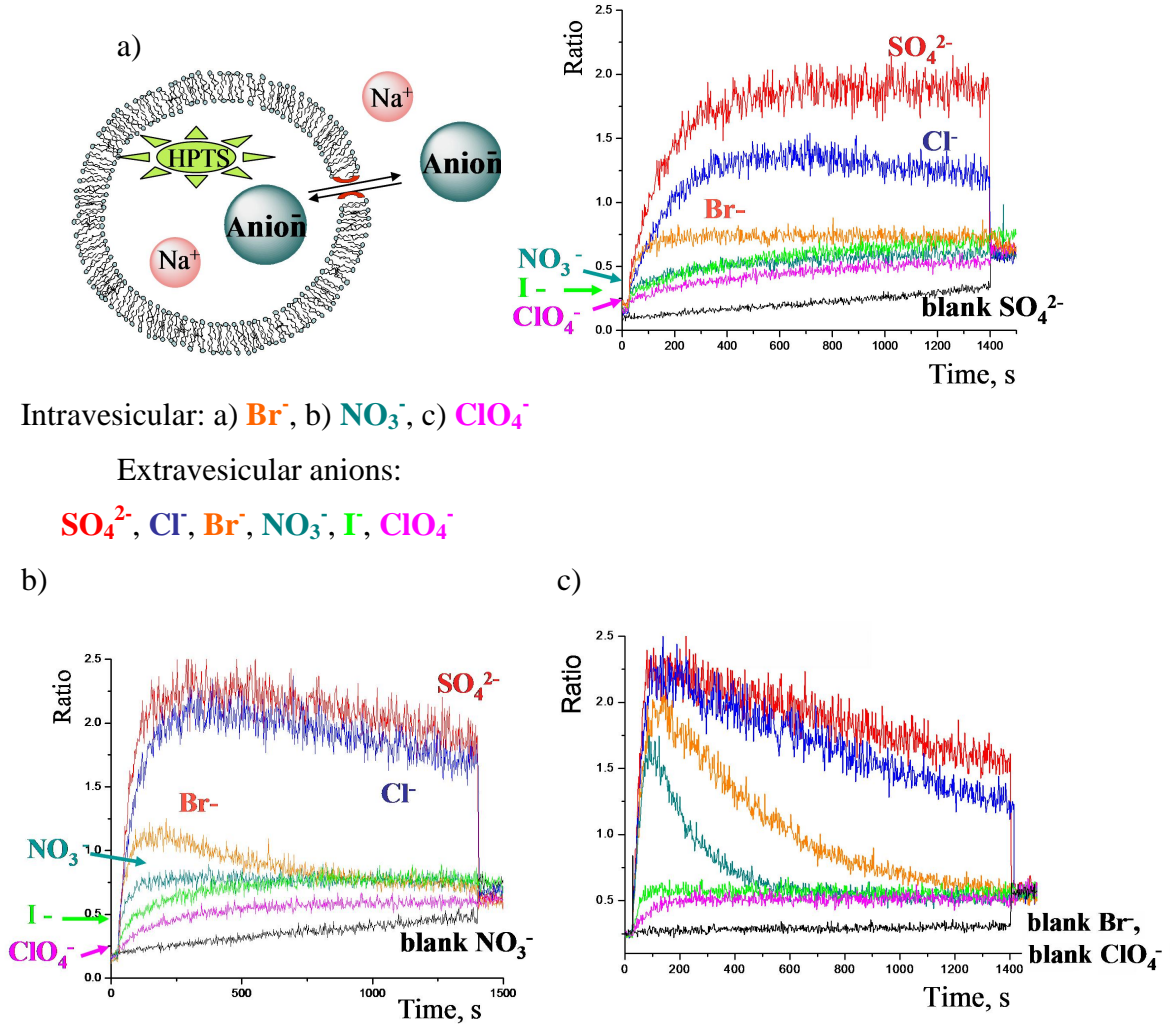 a)
HPTS
Na⁺
Anion̄
Anion̄
Na⁺
Ratio
2.5
2.0
1.5
1.0
0.5
0.0
SO₄²⁻
Cl⁻
Br-
NO₃⁻
I -
ClO₄⁻
blank SO₄²⁻
0 200 400 600 800 1000 1200 1400
Time, s
Intravesicular: a) Br⁻, b) NO₃⁻, c) ClO₄⁻
Extravesicular anions:
SO₄²⁻, Cl⁻, Br⁻, NO₃⁻, I⁻, ClO₄⁻
b)
Ratio
2.5
2.0
1.5
1.0
0.5
0.0
SO₄²⁻
Cl⁻
Br-
NO₃⁻
I -
ClO₄⁻
blank NO₃⁻
0 500 1000 1500
Time, s
c)
Ratio
2.5
2.0
1.5
1.0
0.5
0.0
blank Br⁻,
blank ClO₄⁻
0 200 400 600 800 1000 1200 1400
Time, s